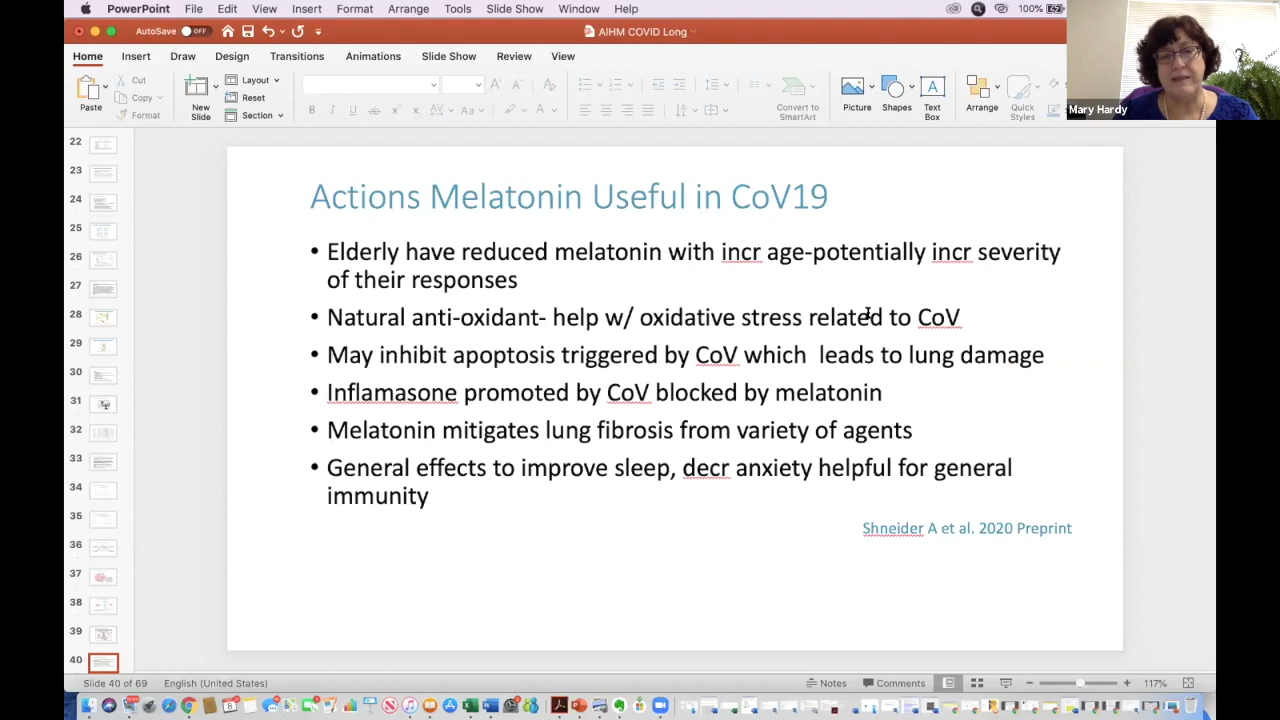 PowerPoint File Edit View Insert Format Arrange Tools Slide Show Window Help 100%
AutoSave OFF AIHM COVID Long
Mary Hardy
Home Insert Draw Design Transitions Animations Slide Show Review View
Paste Cut Copy Format
New Slide Layout Reset Section
Convert to SmartArt
Picture Shapes Text Box Arrange Quick Styles
22
23
24
25
26
27
28
29
30
31
32
33
34
35
36
37
38
39
40
Actions Melatonin Useful in CoV19
• Elderly have reduced melatonin with incr age-potentially incr severity
of their responses
• Natural anti-oxidant- help w/ oxidative stress related to CoV
• May inhibit apoptosis triggered by CoV which leads to lung damage
• Inflamasone promoted by CoV blocked by melatonin
• Melatonin mitigates lung fibrosis from variety of agents
• General effects to improve sleep, decr anxiety helpful for general
immunity
Shneider A et al. 2020 Preprint
Slide 40 of 69 English (United States) Notes Comments 117%